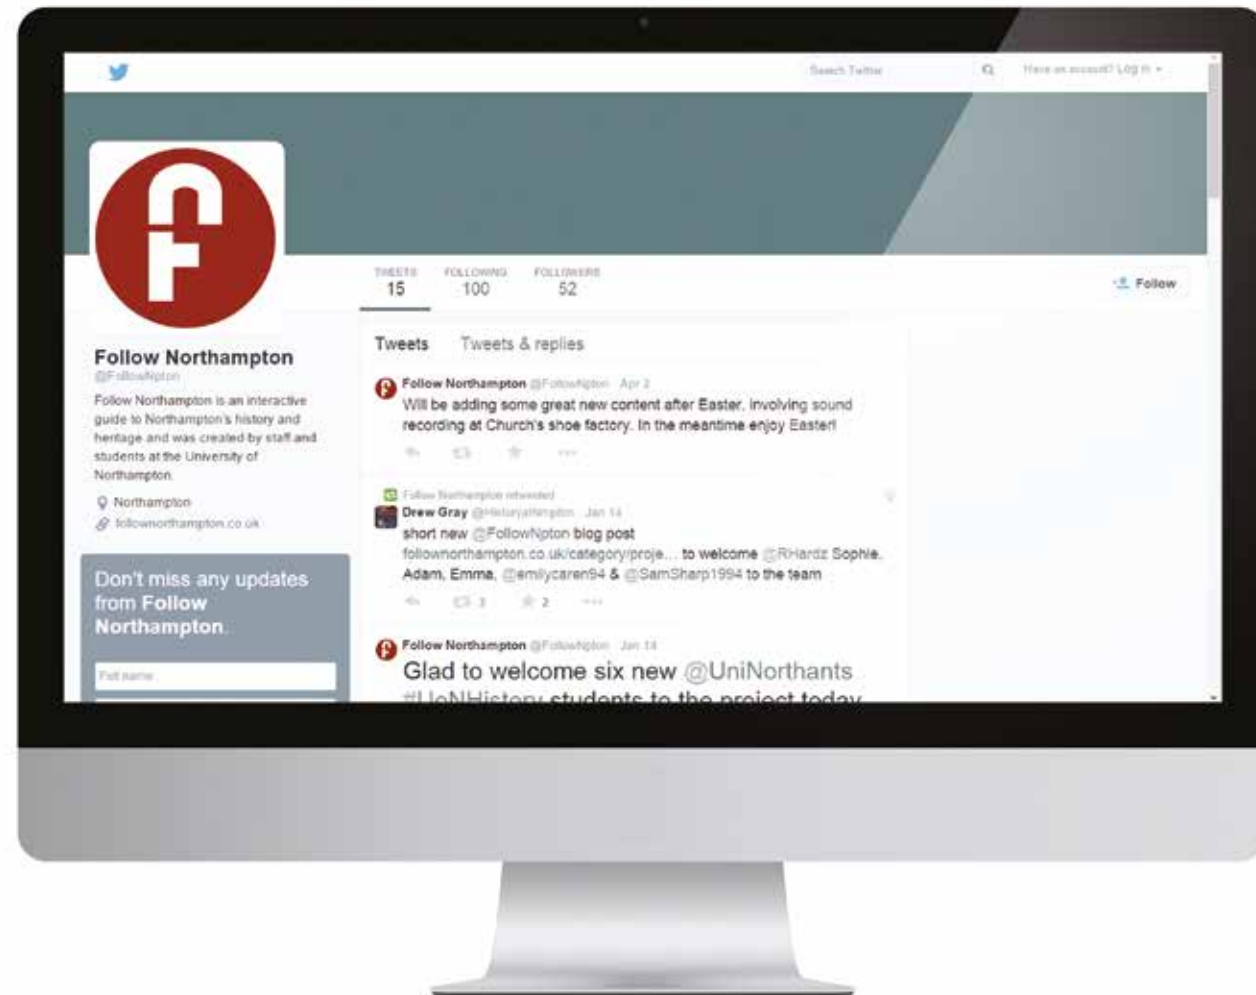 Search Twitter
Have an account? Log in
TWEETS FOLLOWING FOLLOWERS
15 100 52
Follow
Follow Northampton
@FollowNpton
Follow Northampton is an interactive
guide to Northampton's history and
heritage and was created by staff and
students at the University of
Northampton.
Northampton
follownorthampton.co.uk
Don't miss any updates
from Follow
Northampton.
Full name
Tweets Tweets & replies
Follow Northampton @FollowNpton Apr 2
Will be adding some great new content after Easter, involving sound
recording at Church's shoe factory. In the meantime enjoy Easter!
Follow Northampton retweeted
Drew Gray Jan 14
short new @FollowNpton blog post
follownorthampton.co.uk/category/proje... to welcome @RHardz Sophie,
Adam, Emma, @emilycaren94 & @SamSharp1994 to the team
3 2
Follow Northampton @FollowNpton Jan 14
Glad to welcome six new @UniNorthants
#UoNHistory students to the project today